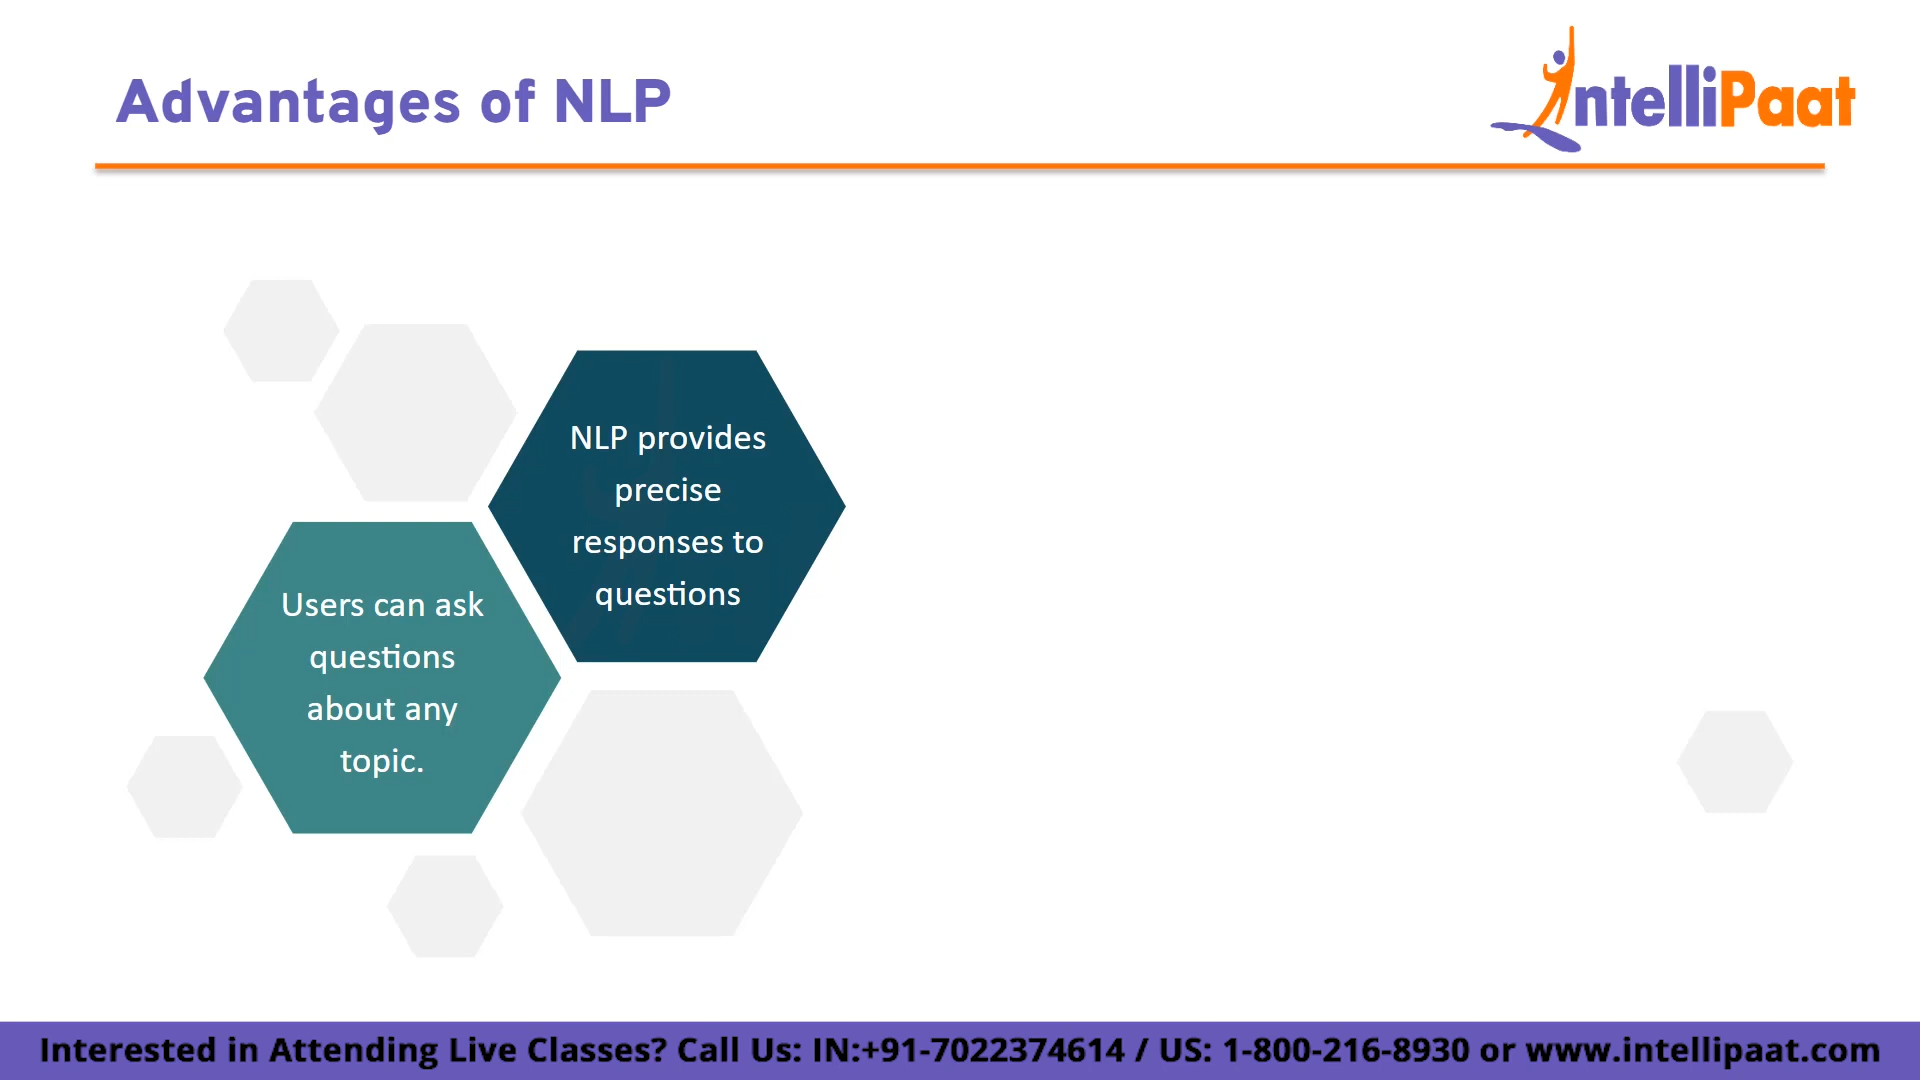 Advantages of NLP
IntelliPaat
NLP provides
precise
responses to
questions
Users can ask
questions
about any
topic.
Interested in Attending Live Classes? Call Us: IN:+91-7022374614 / US: 1-800-216-8930 or www.intellipaat.com